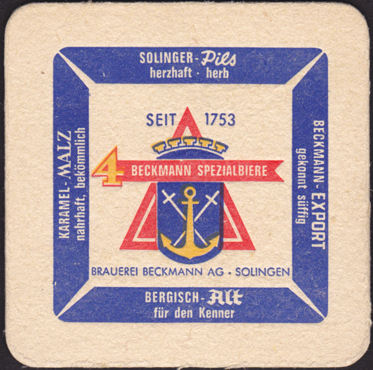 SOLINGER-Pils
herzhaft · herb
SEIT 1753
4 BECKMANN SPEZIALBIERE
BRAUEREI BECKMANN AG · SOLINGEN
KARAMEL-MALZ
nahrhaft, bekömmlich
BECKMANN-EXPORT
gekonnt süffig
BERGISCH-Alt
für den Kenner